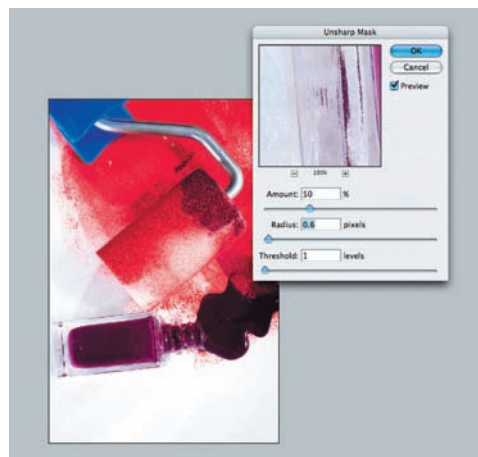 Unsharp Mask
OK
Cancel
Preview
100%
Amount: 50 %
Radius: 0.6 pixels
Threshold: 1 levels